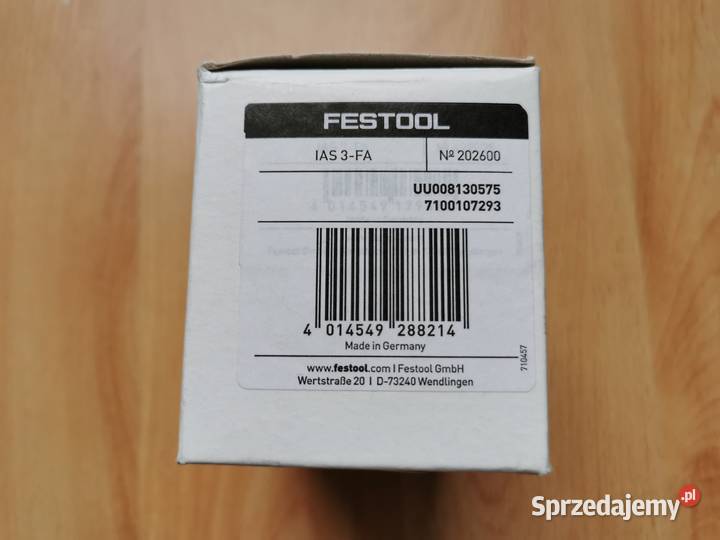 FESTOOL
IAS 3-FA
Nº 202600
UU008130575
7100107293
4 014549 288214
Made in Germany
710457
www.festool.com I Festool GmbH
Wertstraße 20 I D-73240 Wendlingen
Sprzedajemy.pl